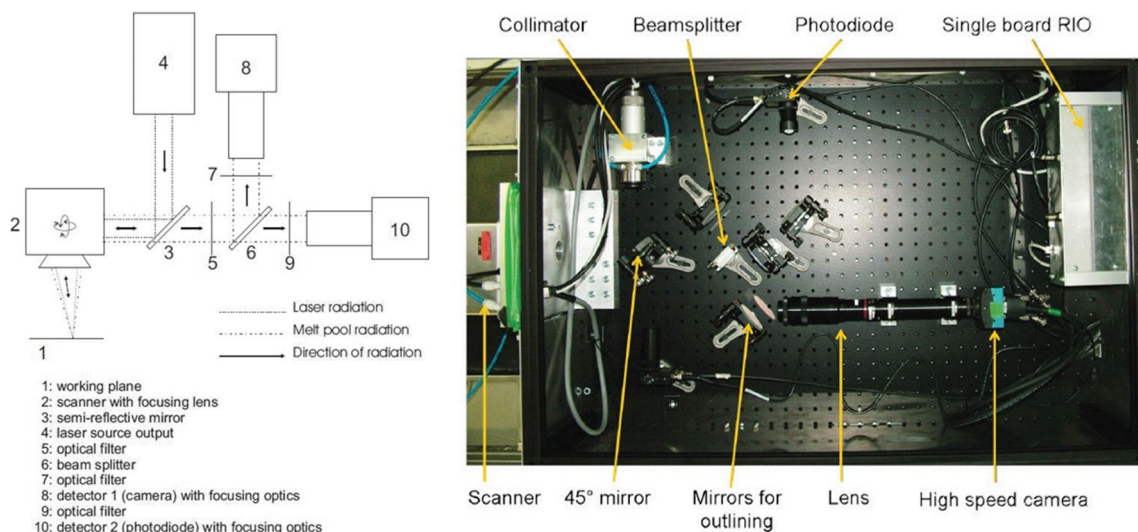 4
8
7
2
3
5
6
9
10
1
Laser radiation
Melt pool radiation
Direction of radiation
1: working plane
2: scanner with focusing lens
3: semi-reflective mirror
4: laser source output
5: optical filter
6: beam splitter
7: optical filter
8: detector 1 (camera) with focusing optics
9: optical filter
10: detector 2 (photodiode) with focusing optics
Collimator
Beamsplitter
Photodiode
Single board RIO
Scanner
45° mirror
Mirrors for
outlining
Lens
High speed camera